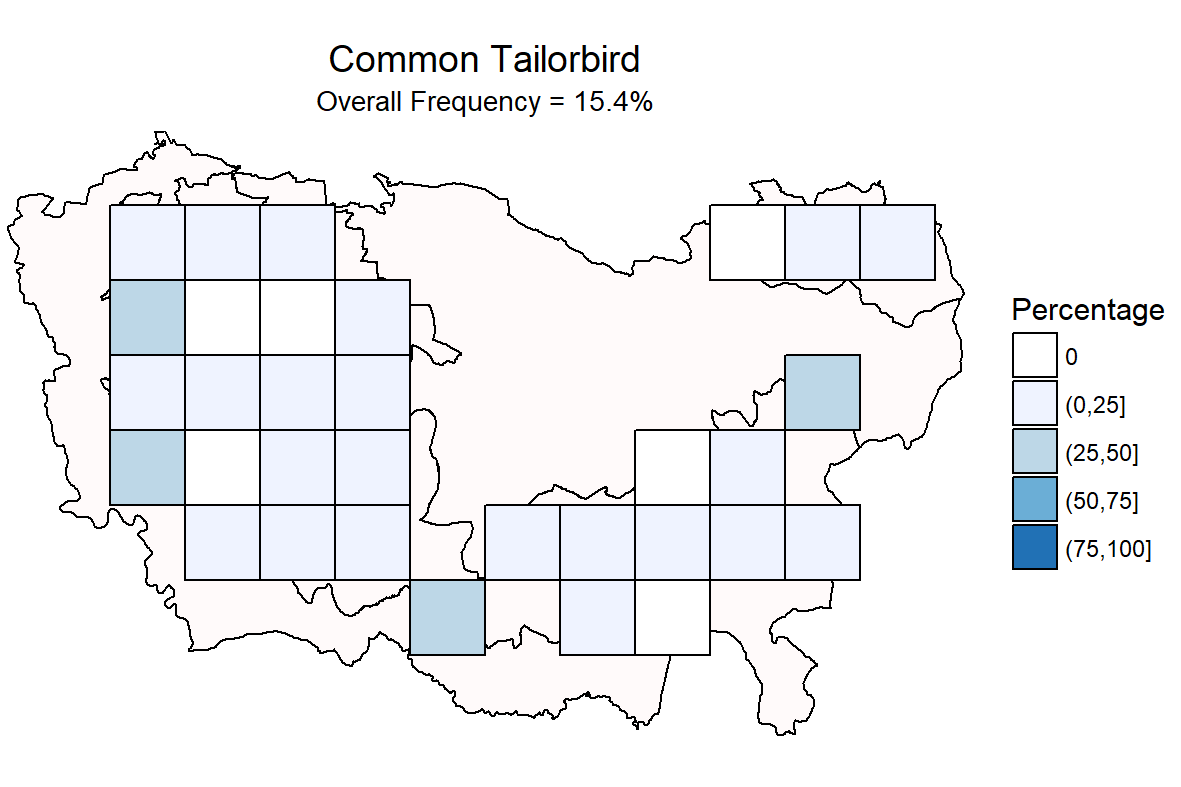 Common Tailorbird
Overall Frequency = 15.4%
Percentage
0
(0,25]
(25,50]
(50,75]
(75,100]